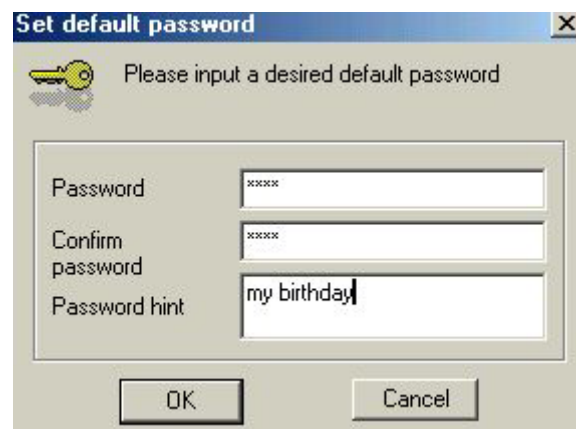 Set default password
Please input a desired default password
Password
****
Confirm
password
****
Password hint
my birthday
OK
Cancel